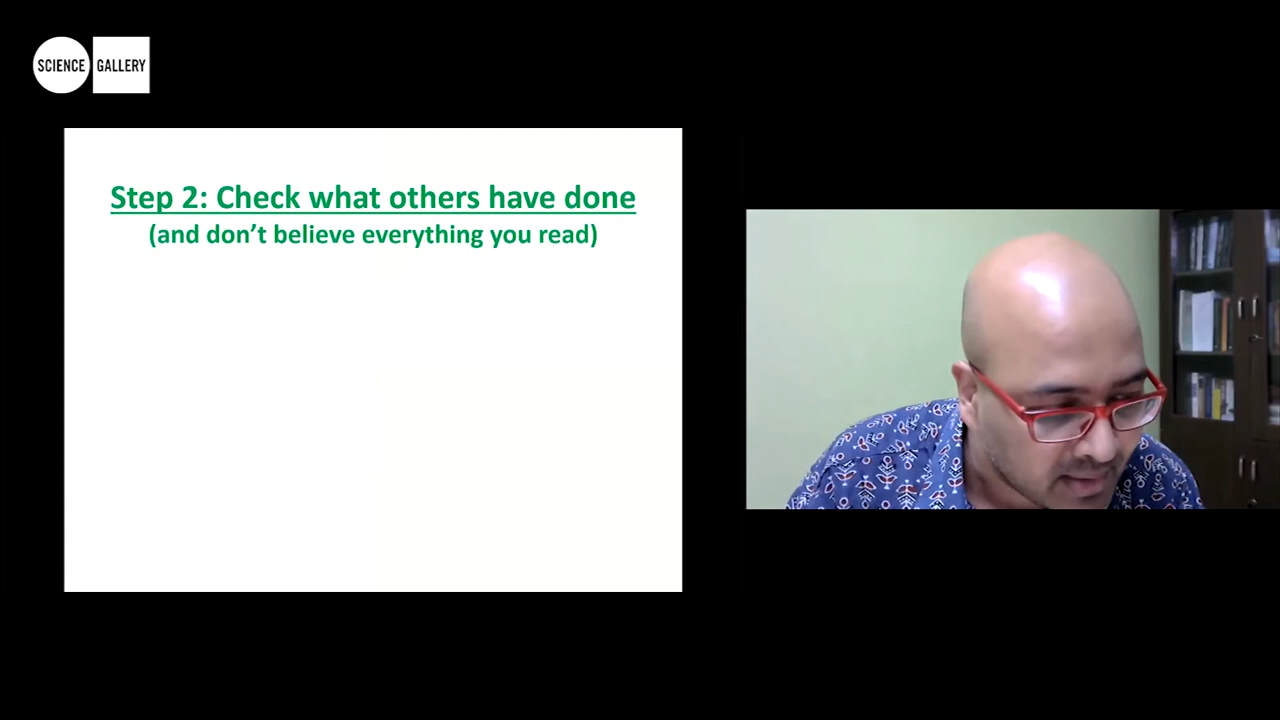 SCIENCE GALLERY
Step 2: Check what others have done
(and don't believe everything you read)